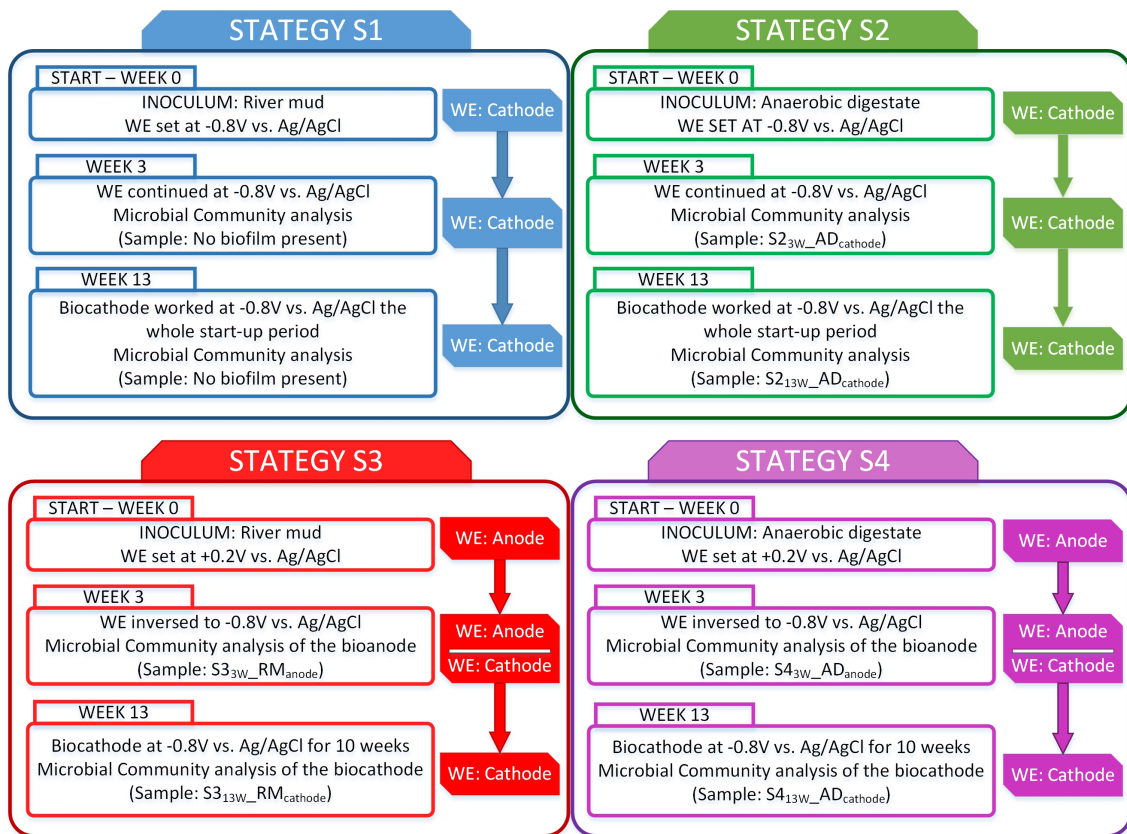 STATEGY S1
START – WEEK 0
INOCULUM: River mud
WE set at -0.8V vs. Ag/AgCl
WE: Cathode
WEEK 3
WE continued at -0.8V vs. Ag/AgCl
Microbial Community analysis
(Sample: No biofilm present)
WE: Cathode
WEEK 13
Biocathode worked at -0.8V vs. Ag/AgCl the
whole start-up period
Microbial Community analysis
(Sample: No biofilm present)
WE: Cathode
STATEGY S2
START – WEEK 0
INOCULUM: Anaerobic digestate
WE SET AT -0.8V vs. Ag/AgCl
WE: Cathode
WEEK 3
WE continued at -0.8V vs. Ag/AgCl
Microbial Community analysis
(Sample: S2₃W_ADcathode)
WE: Cathode
WEEK 13
Biocathode worked at -0.8V vs. Ag/AgCl the
whole start-up period
Microbial Community analysis
(Sample: S2₁₃W_ADcathode)
WE: Cathode
STATEGY S3
START – WEEK 0
INOCULUM: River mud
WE set at +0.2V vs. Ag/AgCl
WE: Anode
WEEK 3
WE inversed to -0.8V vs. Ag/AgCl
Microbial Community analysis of the bioanode
(Sample: S3₃W_RManode)
WE: Anode
WE: Cathode
WEEK 13
Biocathode at -0.8V vs. Ag/AgCl for 10 weeks
Microbial Community analysis of the biocathode
(Sample: S3₁₃W_RMcathode)
WE: Cathode
STATEGY S4
START – WEEK 0
INOCULUM: Anaerobic digestate
WE set at +0.2V vs. Ag/AgCl
WE: Anode
WEEK 3
WE inversed to -0.8V vs. Ag/AgCl
Microbial Community analysis of the bioanode
(Sample: S4₃W_ADanode)
WE: Anode
WE: Cathode
WEEK 13
Biocathode at -0.8V vs. Ag/AgCl for 10 weeks
Microbial Community analysis of the biocathode
(Sample: S4₁₃W_ADcathode)
WE: Cathode